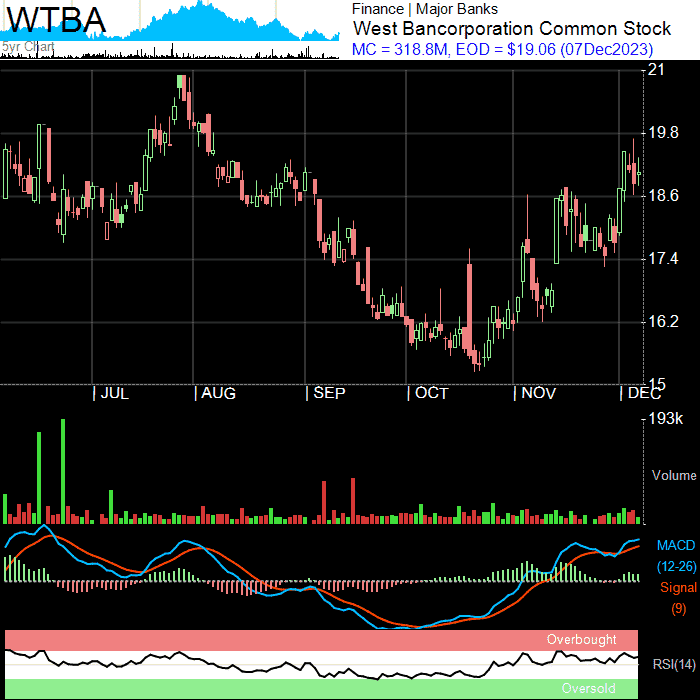 WTBA
5yr Chart
Finance | Major Banks
West Bancorporation Common Stock
MC = 318.8M, EOD = $19.06 (07Dec2023)
21
19.8
18.6
17.4
16.2
15
| JUL | AUG | SEP | OCT | NOV | DEC
193k
Volume
MACD
(12-26)
Signal
(9)
Overbought
RSI(14)
Oversold